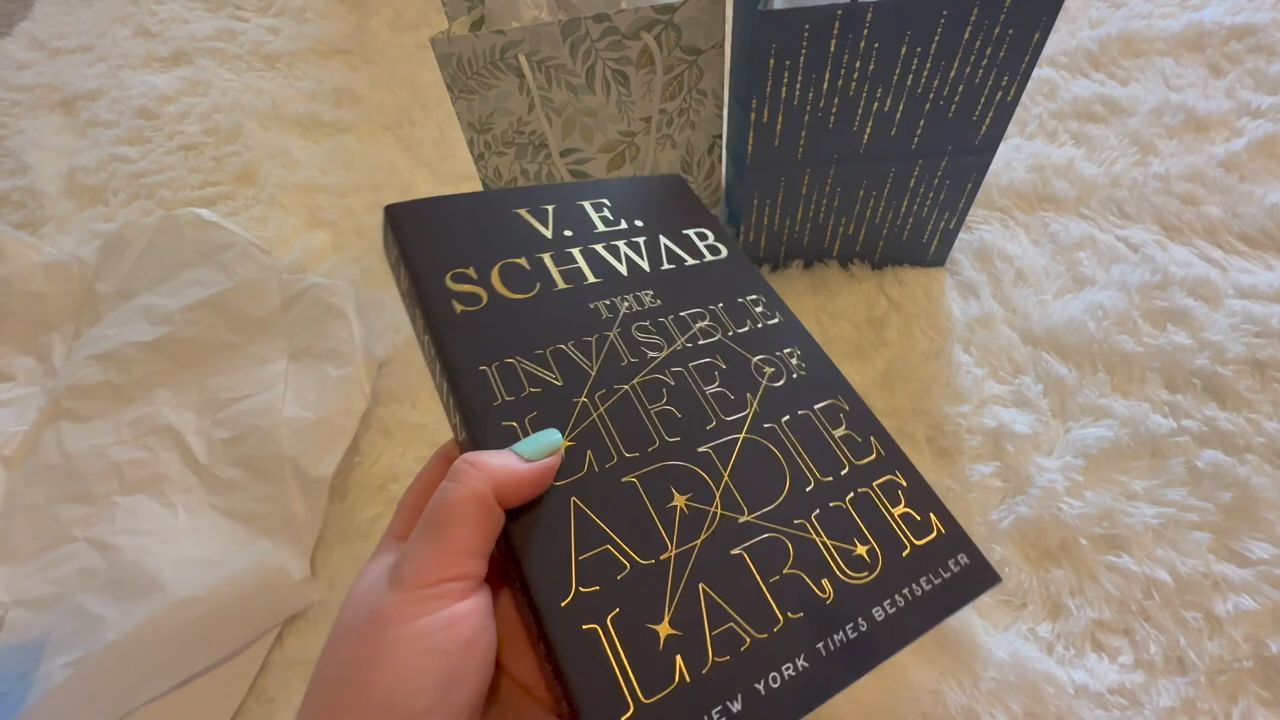 V. E.
SCHWAB
THE
INVISIBLE
LIFE OF
ADDIE
LARUE
NEW YORK TIMES BESTSELLER